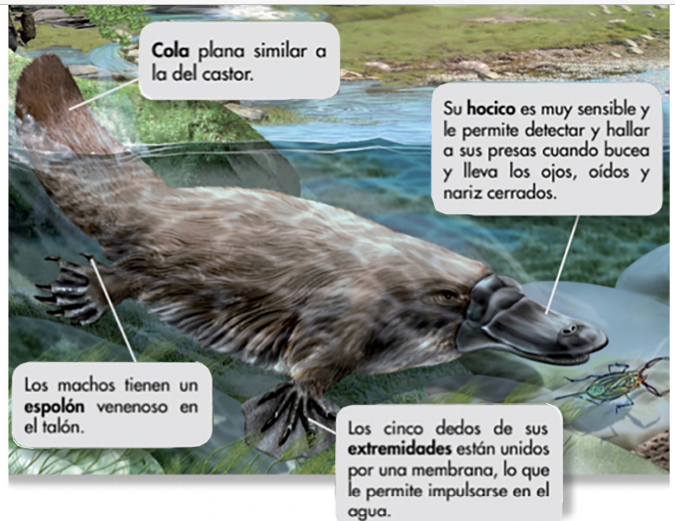 Cola plana similar a
la del castor.
Su hocico es muy sensible y
le permite detectar y hallar
a sus presas cuando bucea
y lleva los ojos, oídos y
nariz cerrados.
Los machos tienen un
espolón venenoso en
el talón.
Los cinco dedos de sus
extremidades están unidos
por una membrana, lo que
le permite impulsarse en el
agua.